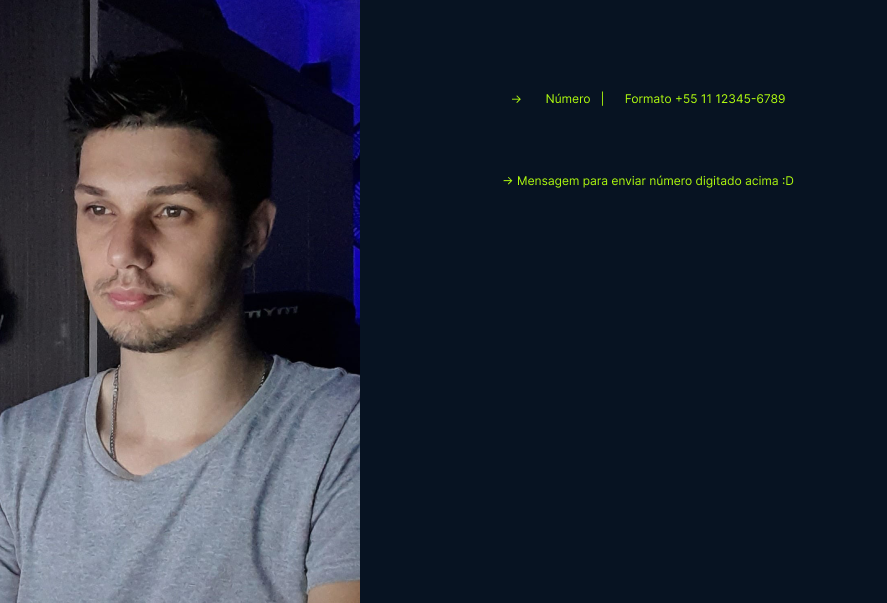 → Número | Formato +55 11 12345-6789
→ Mensagem para enviar número digitado acima :D